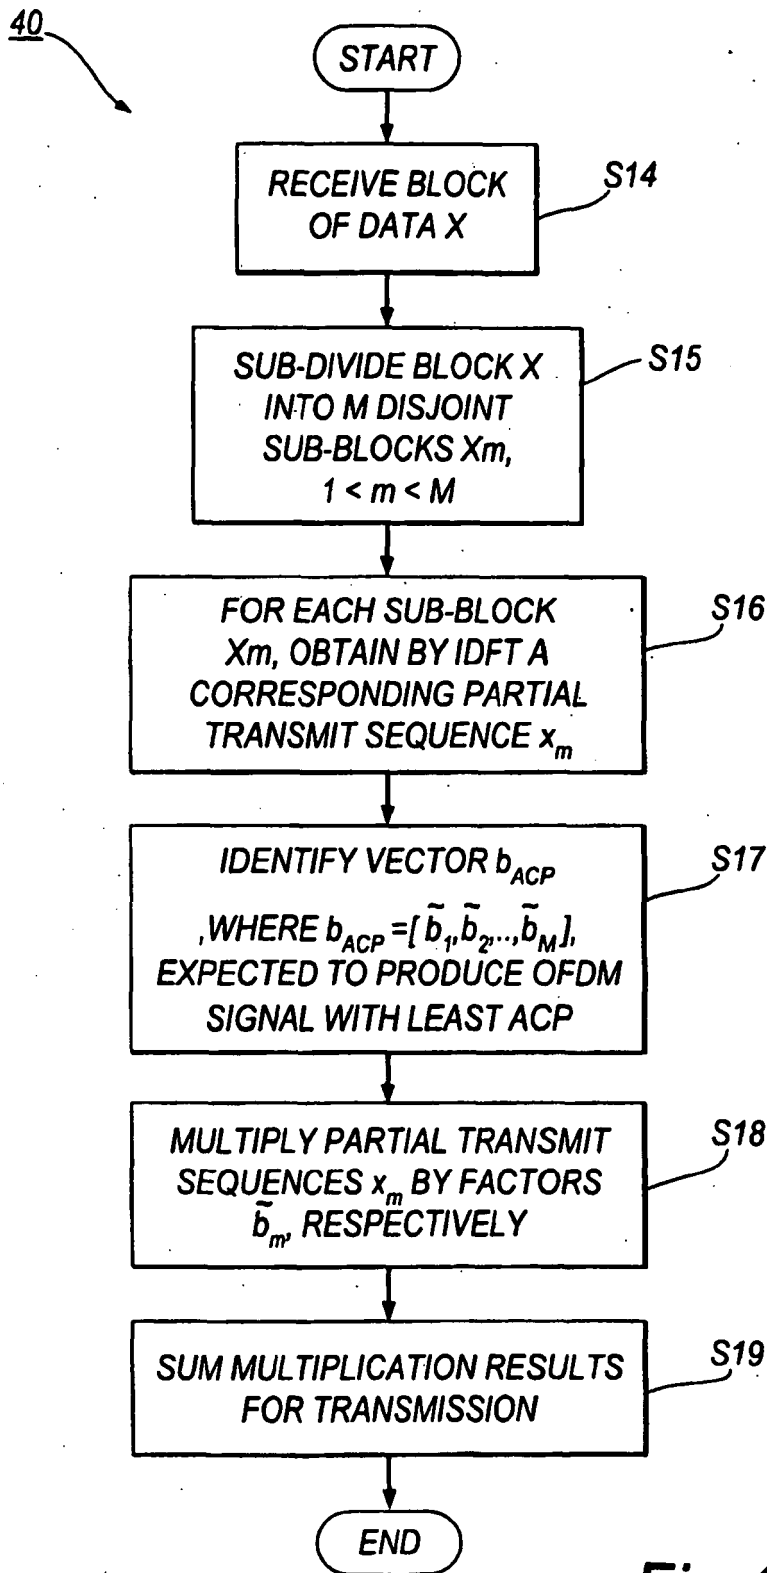 40
START
RECEIVE BLOCK
OF DATA X
S14
SUB-DIVIDE BLOCK X
INTO M DISJOINT
SUB-BLOCKS Xm,
1 < m < M
S15
FOR EACH SUB-BLOCK
Xm, OBTAIN BY IDFT A
CORRESPONDING PARTIAL
TRANSMIT SEQUENCE xₘ
S16
IDENTIFY VECTOR b_ACP
,WHERE b_ACP =[ b̃₁,b̃₂,..,b̃_M],
EXPECTED TO PRODUCE OFDM
SIGNAL WITH LEAST ACP
S17
MULTIPLY PARTIAL TRANSMIT
SEQUENCES xₘ BY FACTORS
b̃ₘ, RESPECTIVELY
S18
SUM MULTIPLICATION RESULTS
FOR TRANSMISSION
S19
END